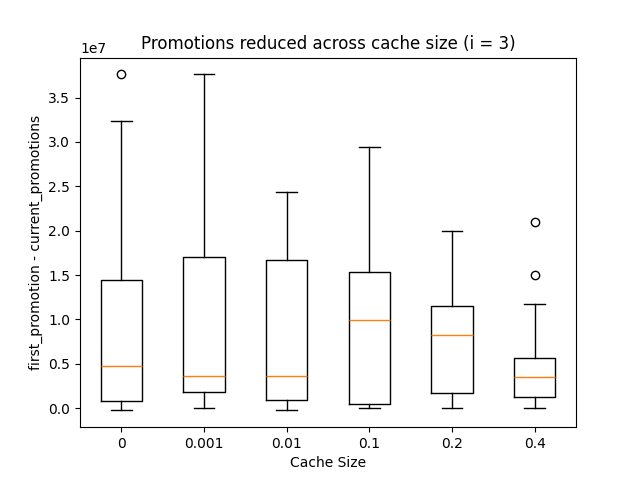 Promotions reduced across cache size (i = 3)
1e7
3.5
3.0
2.5
2.0
1.5
1.0
0.5
0.0
first_promotion - current_promotions
0 0.001 0.01 0.1 0.2 0.4
Cache Size